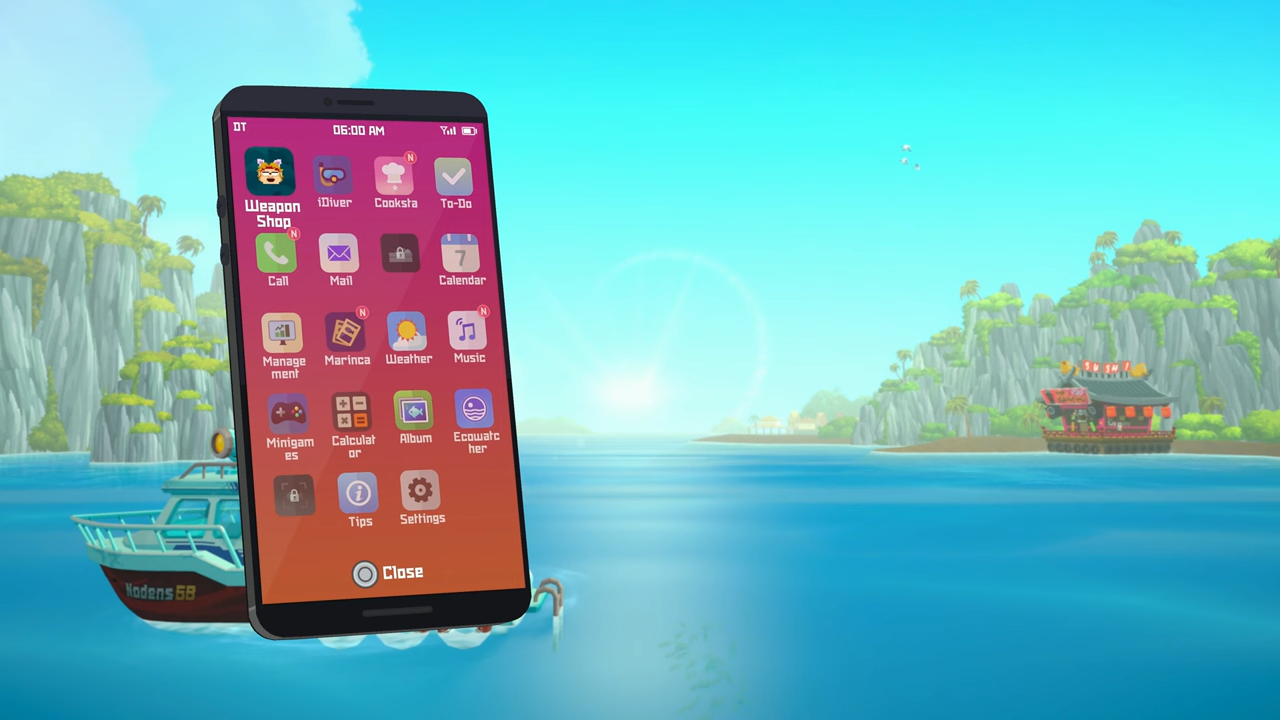 DT
06:00 AM
Weapon
Shop
iDiver
N
Cooksta
To-Do
N
Call
Mail
7
Calendar
Manage
ment
N
Marinca
Weather
N
Music
Minigam
es
Calculat
or
Album
Ecowatc
her
Tips
Settings
Close
Nodens 68
SUSHI